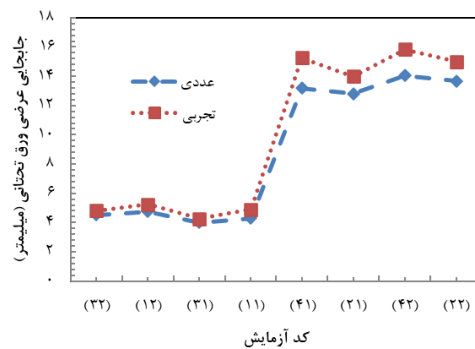 جابجایی عرضی ورق تحتانی (میلیمتر)
۱۸
۱۶
۱۴
۱۲
۱۰
۸
۶
۴
۲
۰
عددی
تجربی
(۳۲) (۱۲) (۳۱) (۱۱) (۴۱) (۲۱) (۴۲) (۲۲)
کد آزمایش